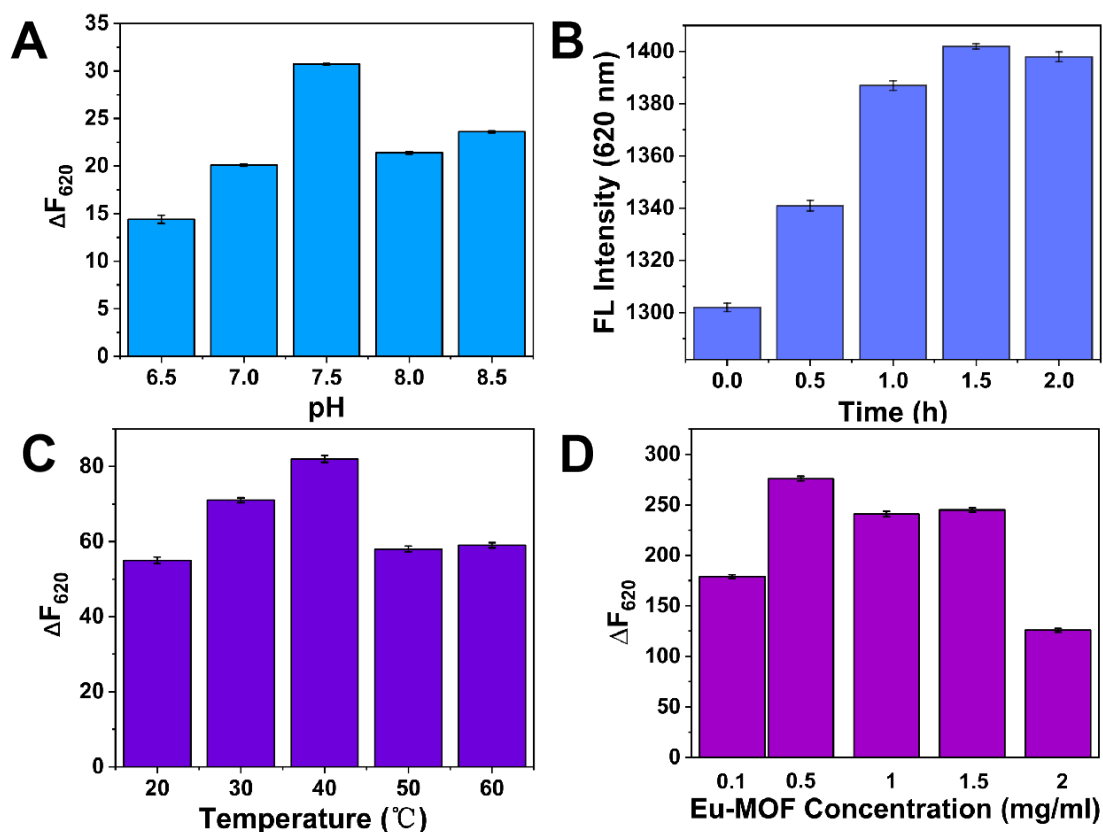 A
35
30
25
20
15
10
5
0
ΔF620
6.5 7.0 7.5 8.0 8.5
pH
B
1400
1380
1360
1340
1320
1300
FL Intensity (620 nm)
0.0 0.5 1.0 1.5 2.0
Time (h)
C
80
60
40
20
0
ΔF620
20 30 40 50 60
Temperature (℃)
D
300
250
200
150
100
50
0
ΔF620
0.1 0.5 1 1.5 2
Eu-MOF Concentration (mg/ml)